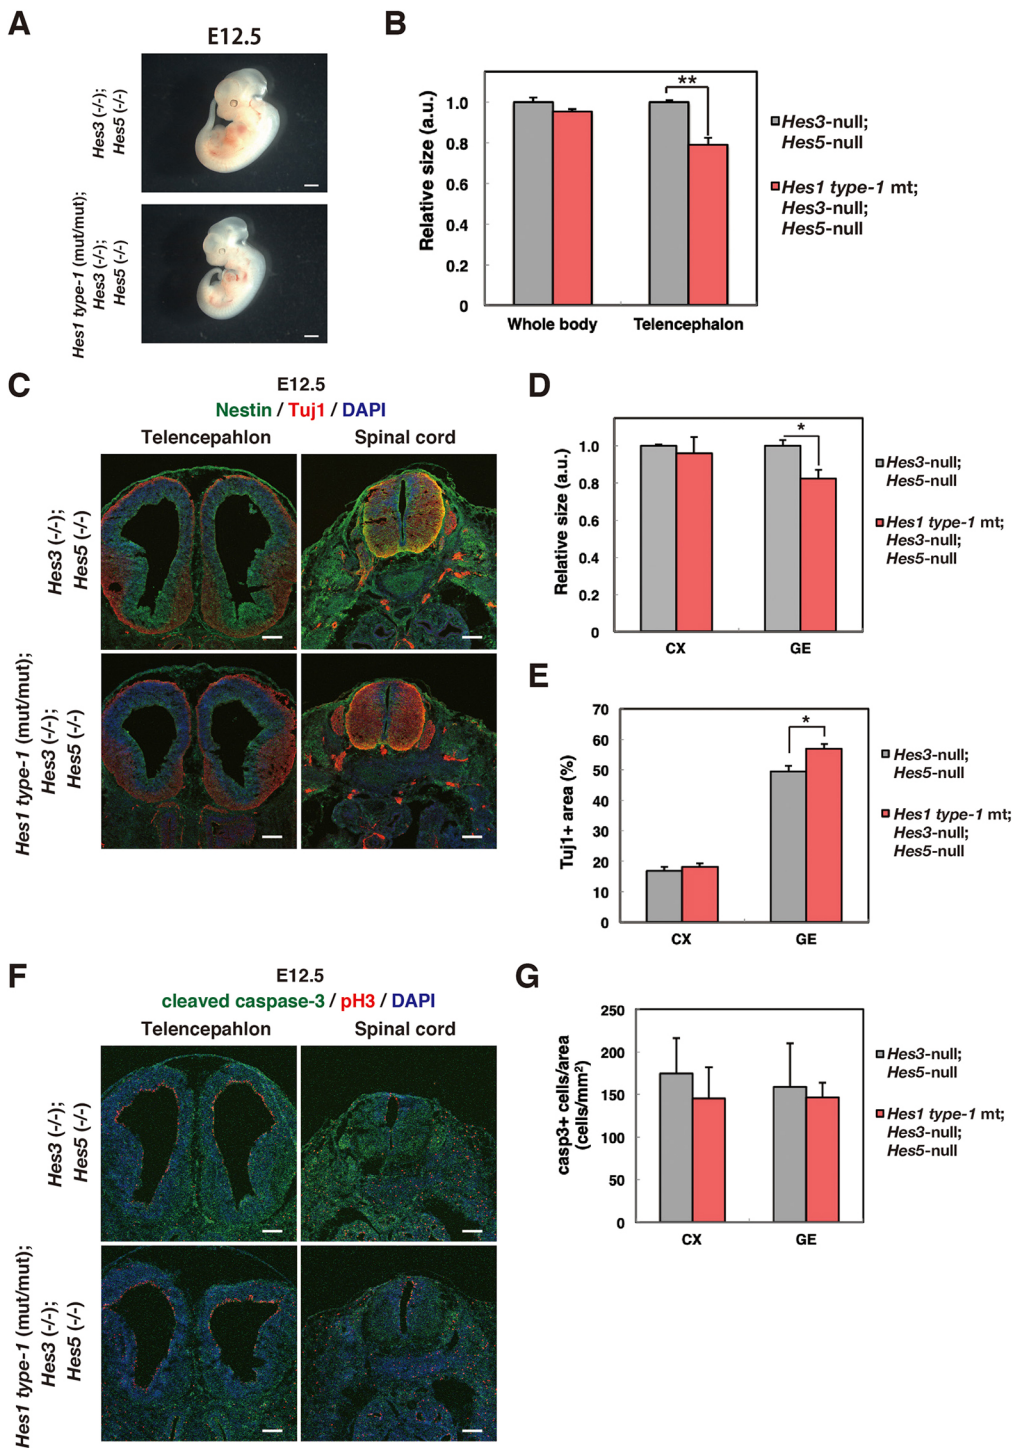 A
E12.5
Hes3 (-/-);
Hes5 (-/-)
Hes1 type-1 (mut/mut);
Hes3 (-/-);
Hes5 (-/-)
B
Relative size (a.u.)
1.0
0.8
0.6
0.4
0.2
0
**
Whole body
Telencephalon
Hes3-null;
Hes5-null
Hes1 type-1 mt;
Hes3-null;
Hes5-null
C
E12.5
Nestin / Tuj1 / DAPI
Telencepahlon
Spinal cord
Hes3 (-/-);
Hes5 (-/-)
Hes1 type-1 (mut/mut);
Hes3 (-/-);
Hes5 (-/-)
D
Relative size (a.u.)
1.0
0.8
0.6
0.4
0.2
0
*
CX
GE
Hes3-null;
Hes5-null
Hes1 type-1 mt;
Hes3-null;
Hes5-null
E
Tuj1+ area (%)
70
60
50
40
30
20
10
0
*
CX
GE
Hes3-null;
Hes5-null
Hes1 type-1 mt;
Hes3-null;
Hes5-null
F
E12.5
cleaved caspase-3 / pH3 / DAPI
Telencepahlon
Spinal cord
Hes3 (-/-);
Hes5 (-/-)
Hes1 type-1 (mut/mut);
Hes3 (-/-);
Hes5 (-/-)
G
casp3+ cells/area
(cells/mm²)
250
200
150
100
50
0
CX
GE
Hes3-null;
Hes5-null
Hes1 type-1 mt;
Hes3-null;
Hes5-null